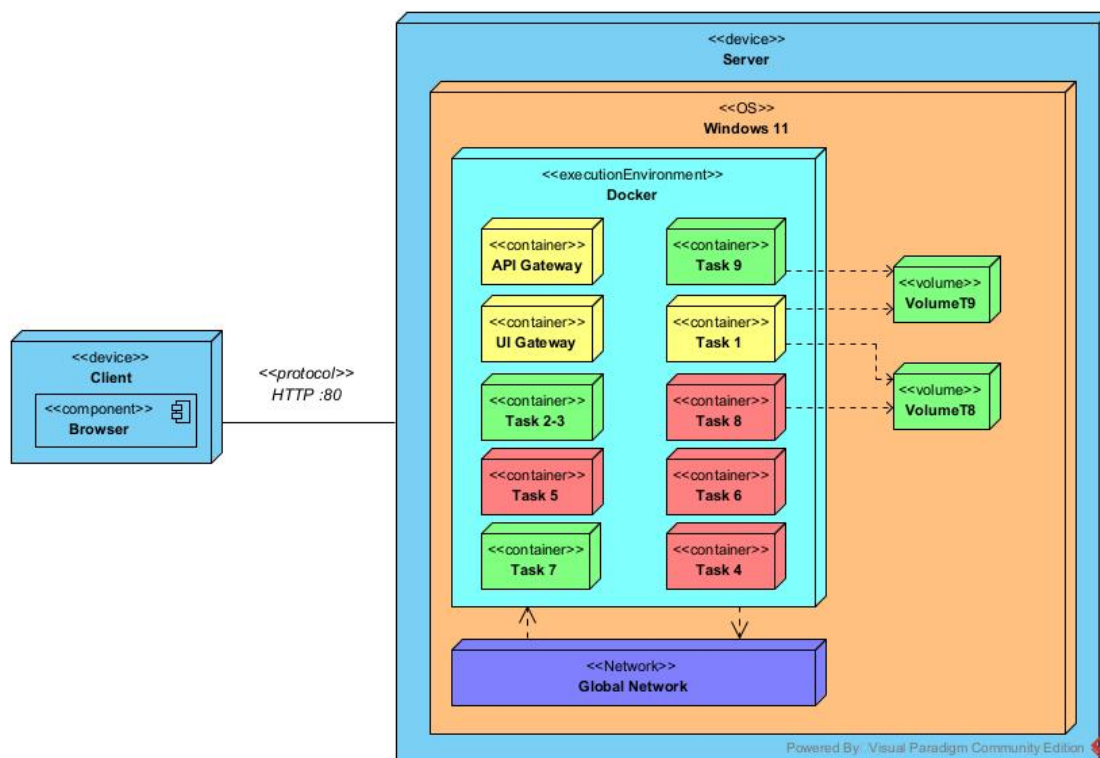 <<device>>
Server
<<OS>>
Windows 11
<<executionEnvironment>>
Docker
<<container>>
API Gateway
<<container>>
Task 9
<<volume>>
VolumeT9
<<container>>
UI Gateway
<<container>>
Task 1
<<device>>
Client
<<component>>
Browser
<<protocol>>
HTTP :80
<<container>>
Task 2-3
<<container>>
Task 8
<<volume>>
VolumeT8
<<container>>
Task 5
<<container>>
Task 6
<<container>>
Task 7
<<container>>
Task 4
<<Network>>
Global Network
Powered By Visual Paradigm Community Edition